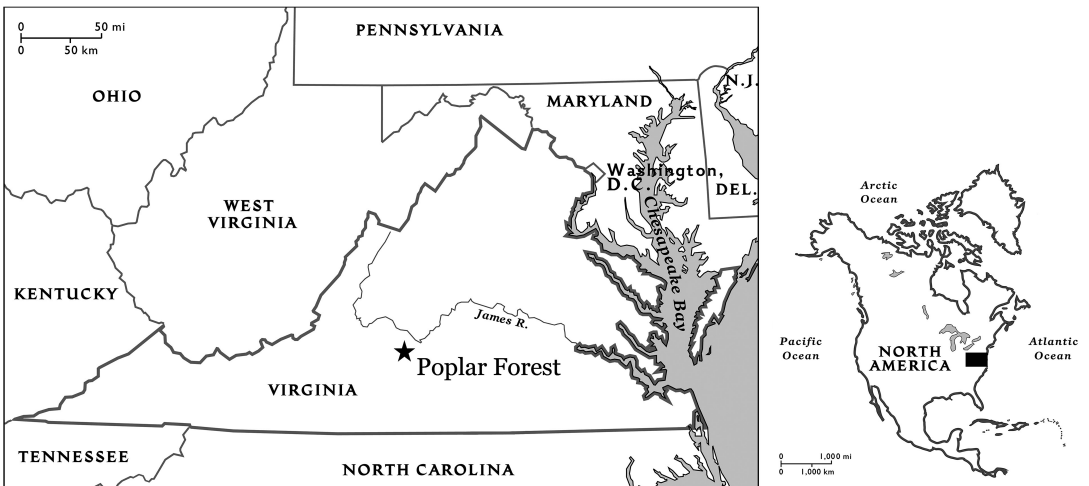 0 50 mi
0 50 km
PENNSYLVANIA
OHIO
MARYLAND
N.J.
Washington,
D.C.
DEL.
WEST
VIRGINIA
Chesapeake Bay
KENTUCKY
James R.
Poplar Forest
VIRGINIA
TENNESSEE
NORTH CAROLINA
Arctic
Ocean
Pacific
Ocean
NORTH
AMERICA
Atlantic
Ocean
0 1,000 mi
0 1,000 km